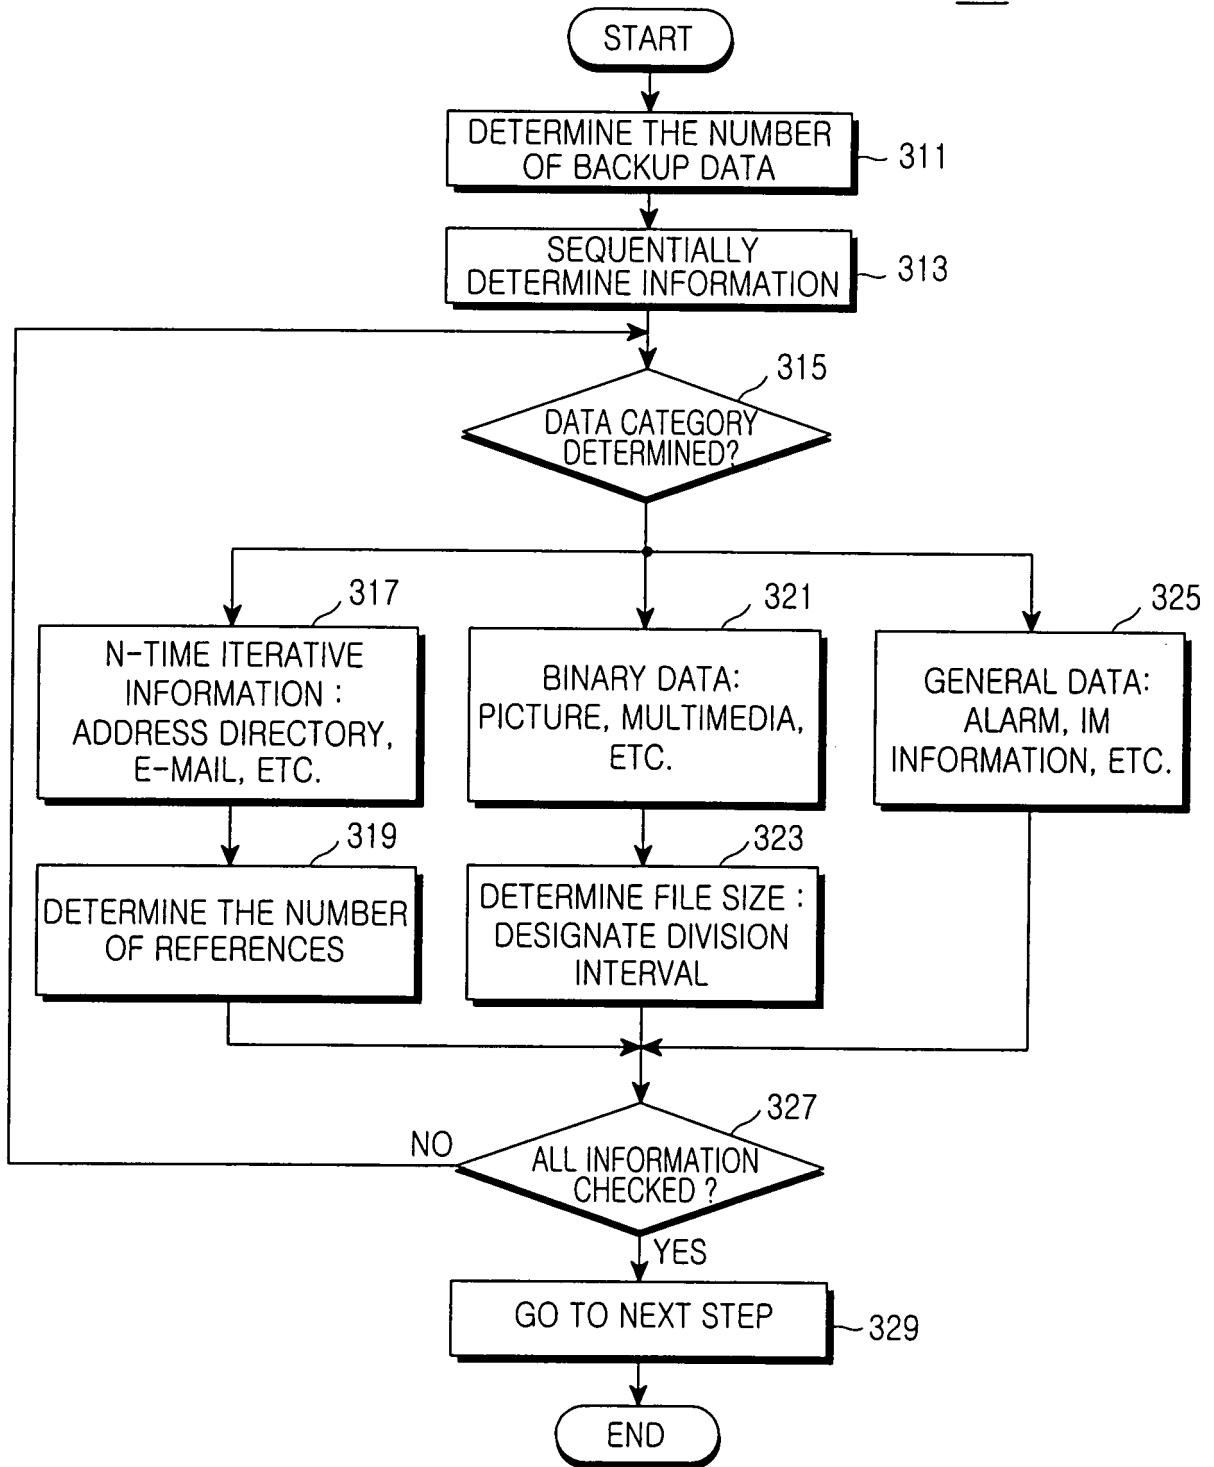 START
DETERMINE THE NUMBER
OF BACKUP DATA
311
SEQUENTIALLY
DETERMINE INFORMATION
313
315
DATA CATEGORY
DETERMINED?
317
N-TIME ITERATIVE
INFORMATION :
ADDRESS DIRECTORY,
E-MAIL, ETC.
321
BINARY DATA:
PICTURE, MULTIMEDIA,
ETC.
325
GENERAL DATA:
ALARM, IM
INFORMATION, ETC.
319
DETERMINE THE NUMBER
OF REFERENCES
323
DETERMINE FILE SIZE :
DESIGNATE DIVISION
INTERVAL
327
NO
ALL INFORMATION
CHECKED ?
YES
GO TO NEXT STEP
329
END